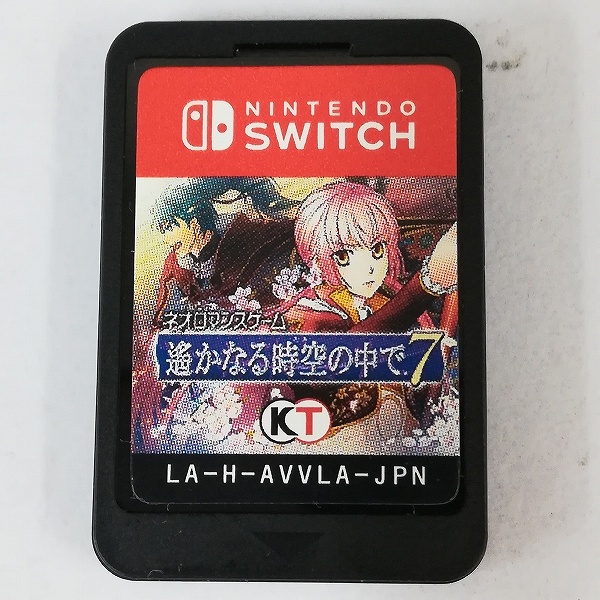 NINTENDO
SWITCH
ネオロマンスゲーム
遙かなる時空の中で7
KT
LA-H-AVVLA-JPN